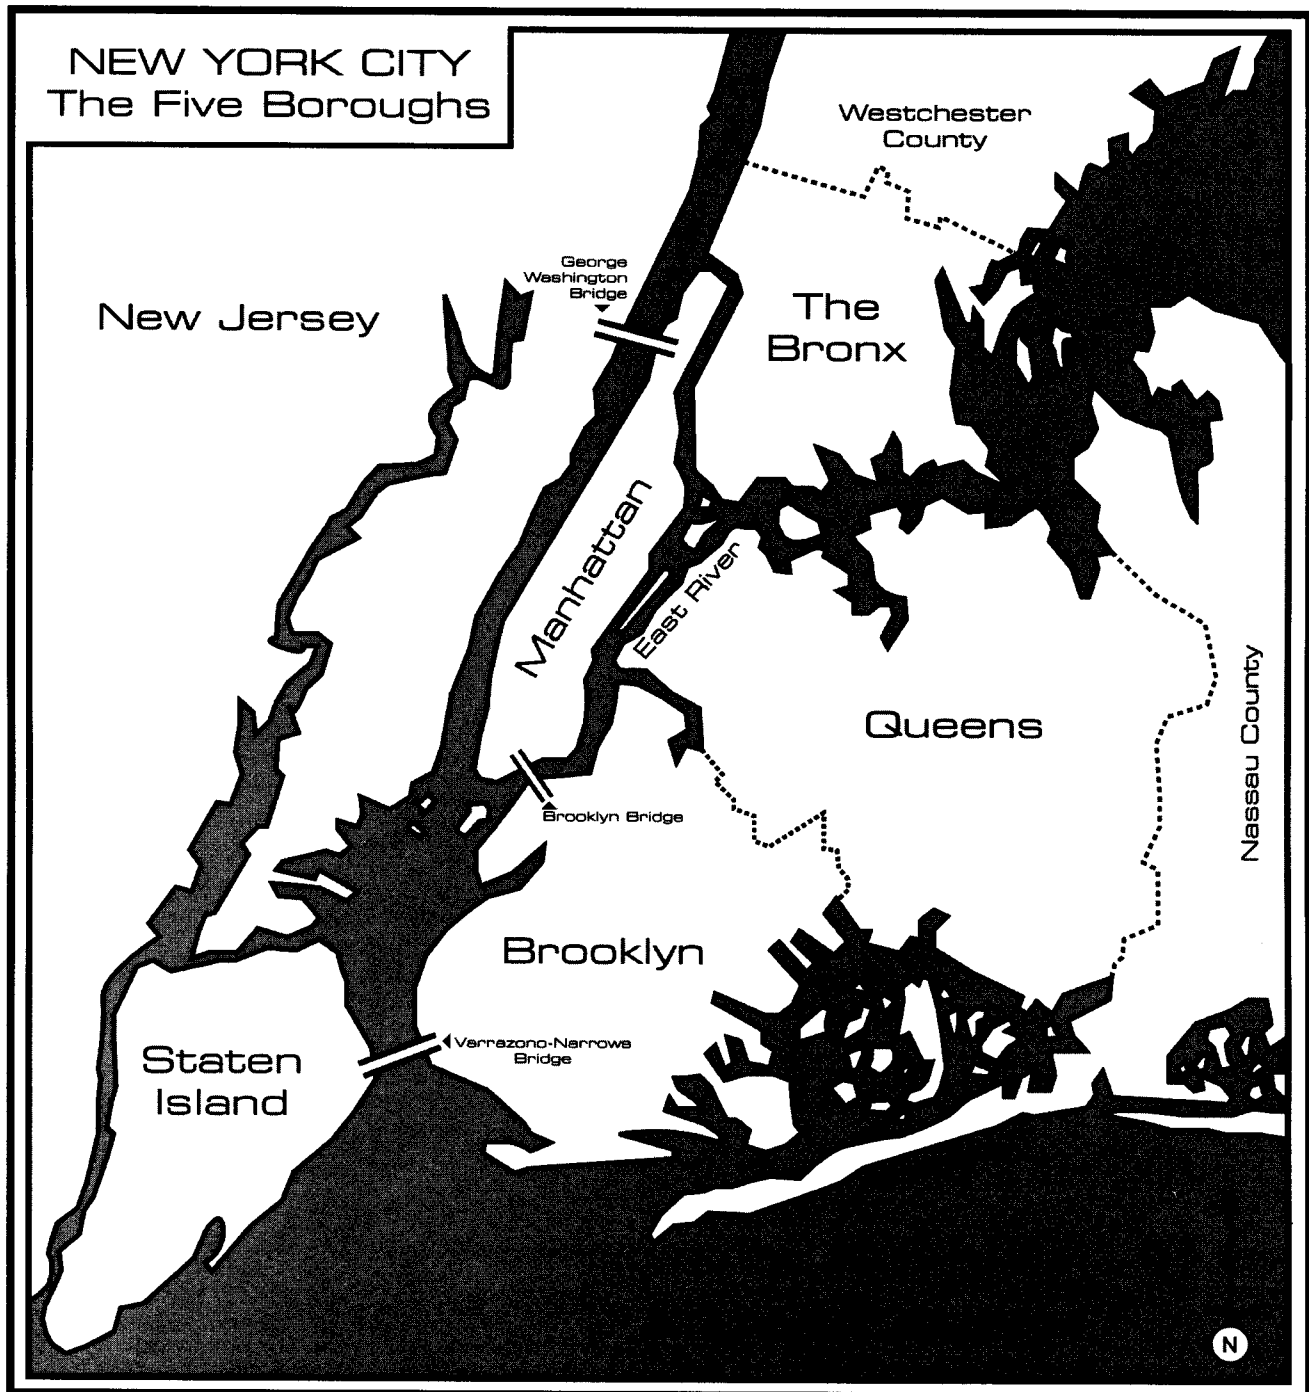 NEW YORK CITY
The Five Boroughs
Westchester
County
George
Washington
Bridge
New Jersey
The
Bronx
Manhattan
East River
Queens
Nassau County
Brooklyn Bridge
Brooklyn
Varrazono-Narrows
Bridge
Staten
Island
N